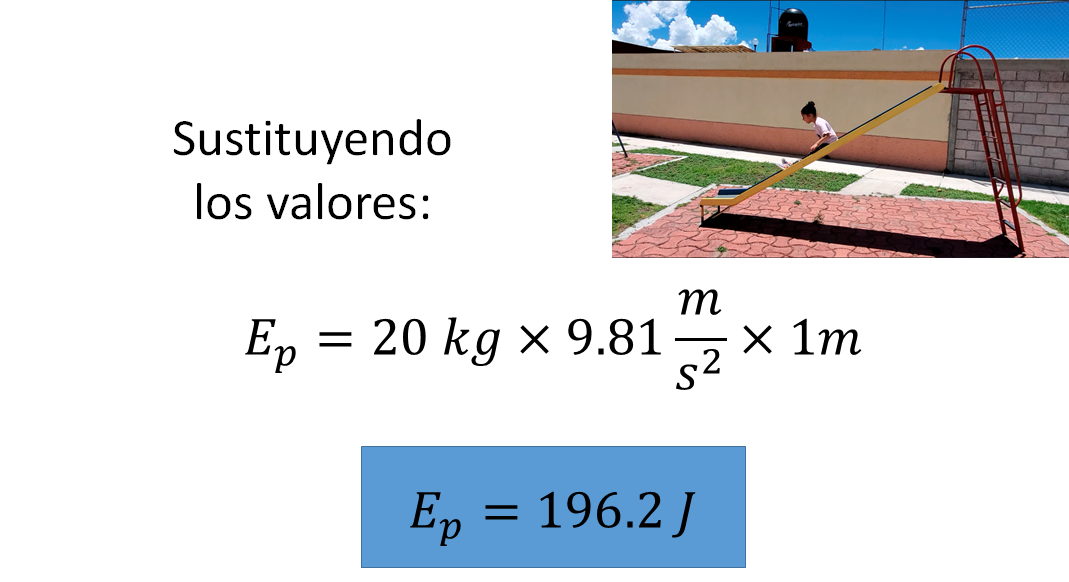 Sustituyendo
los valores:
E_p = 20 kg × 9.81 m/s² × 1m
E_p = 196.2 J